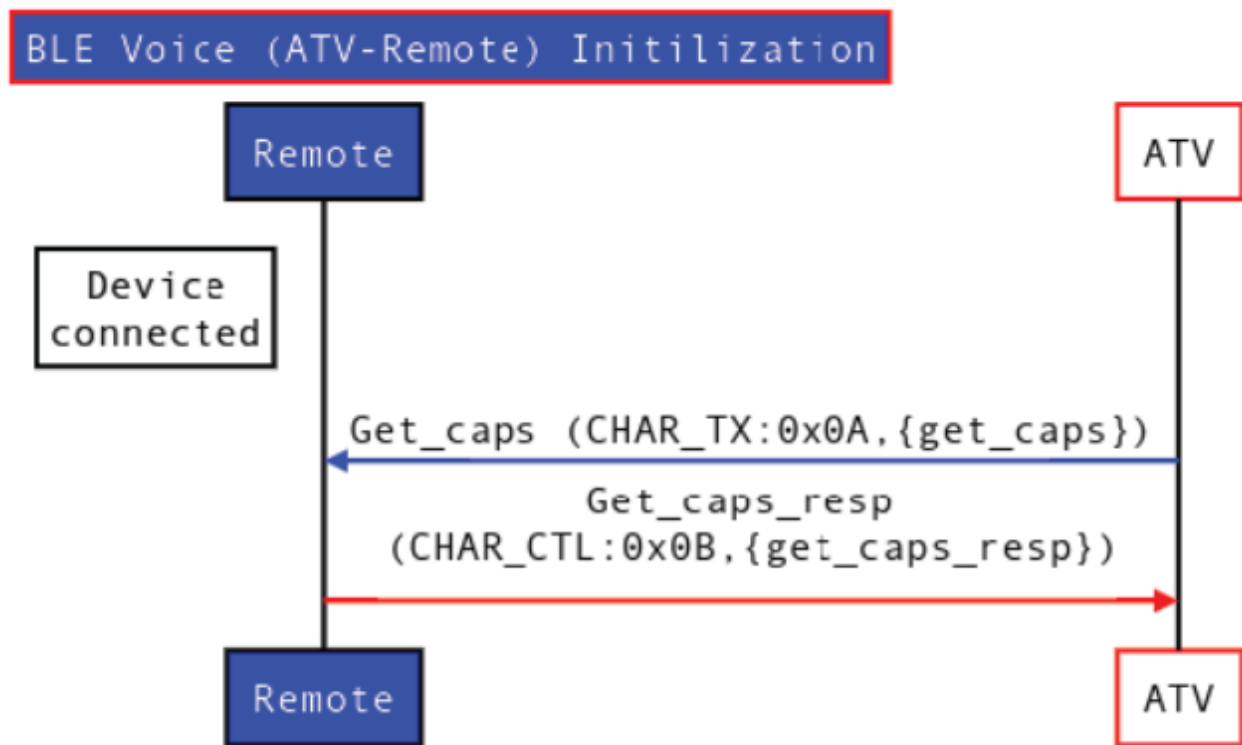 BLE Voice (ATV-Remote) Initilization
Remote
ATV
Device
connected
Get_caps (CHAR_TX:0x0A,{get_caps})
Get_caps_resp
(CHAR_CTL:0x0B,{get_caps_resp})
Remote
ATV